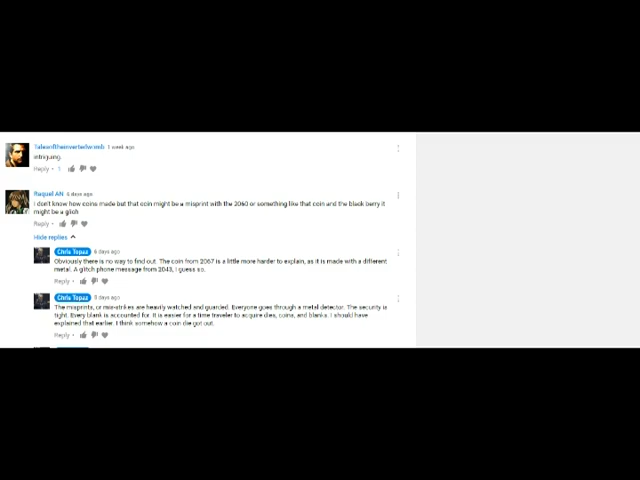 Taleoftheinvertedwomb 1 week ago
intriguing.
Reply • 1
Raquel AN 6 days ago
I don't know how coins made but that coin might be a misprint with the 2060 or something like that coin and the black berry it
might be a glich
Reply •
Hide replies
Chris Topaz 6 days ago
Obviously there is no way to find out. The coin from 2067 is a little more harder to explain, as it is made with a different
metal. A glitch phone message from 2043, I guess so.
Reply •
Chris Topaz 5 days ago
The misprints, or mis-strikes are heavily watched and guarded. Everyone goes through a metal detector. The security is
tight. Every blank is accounted for. It is easier for a time traveler to acquire dies, coins, and blanks. I should have
explained that earlier. I think somehow a coin die got out.
Reply •